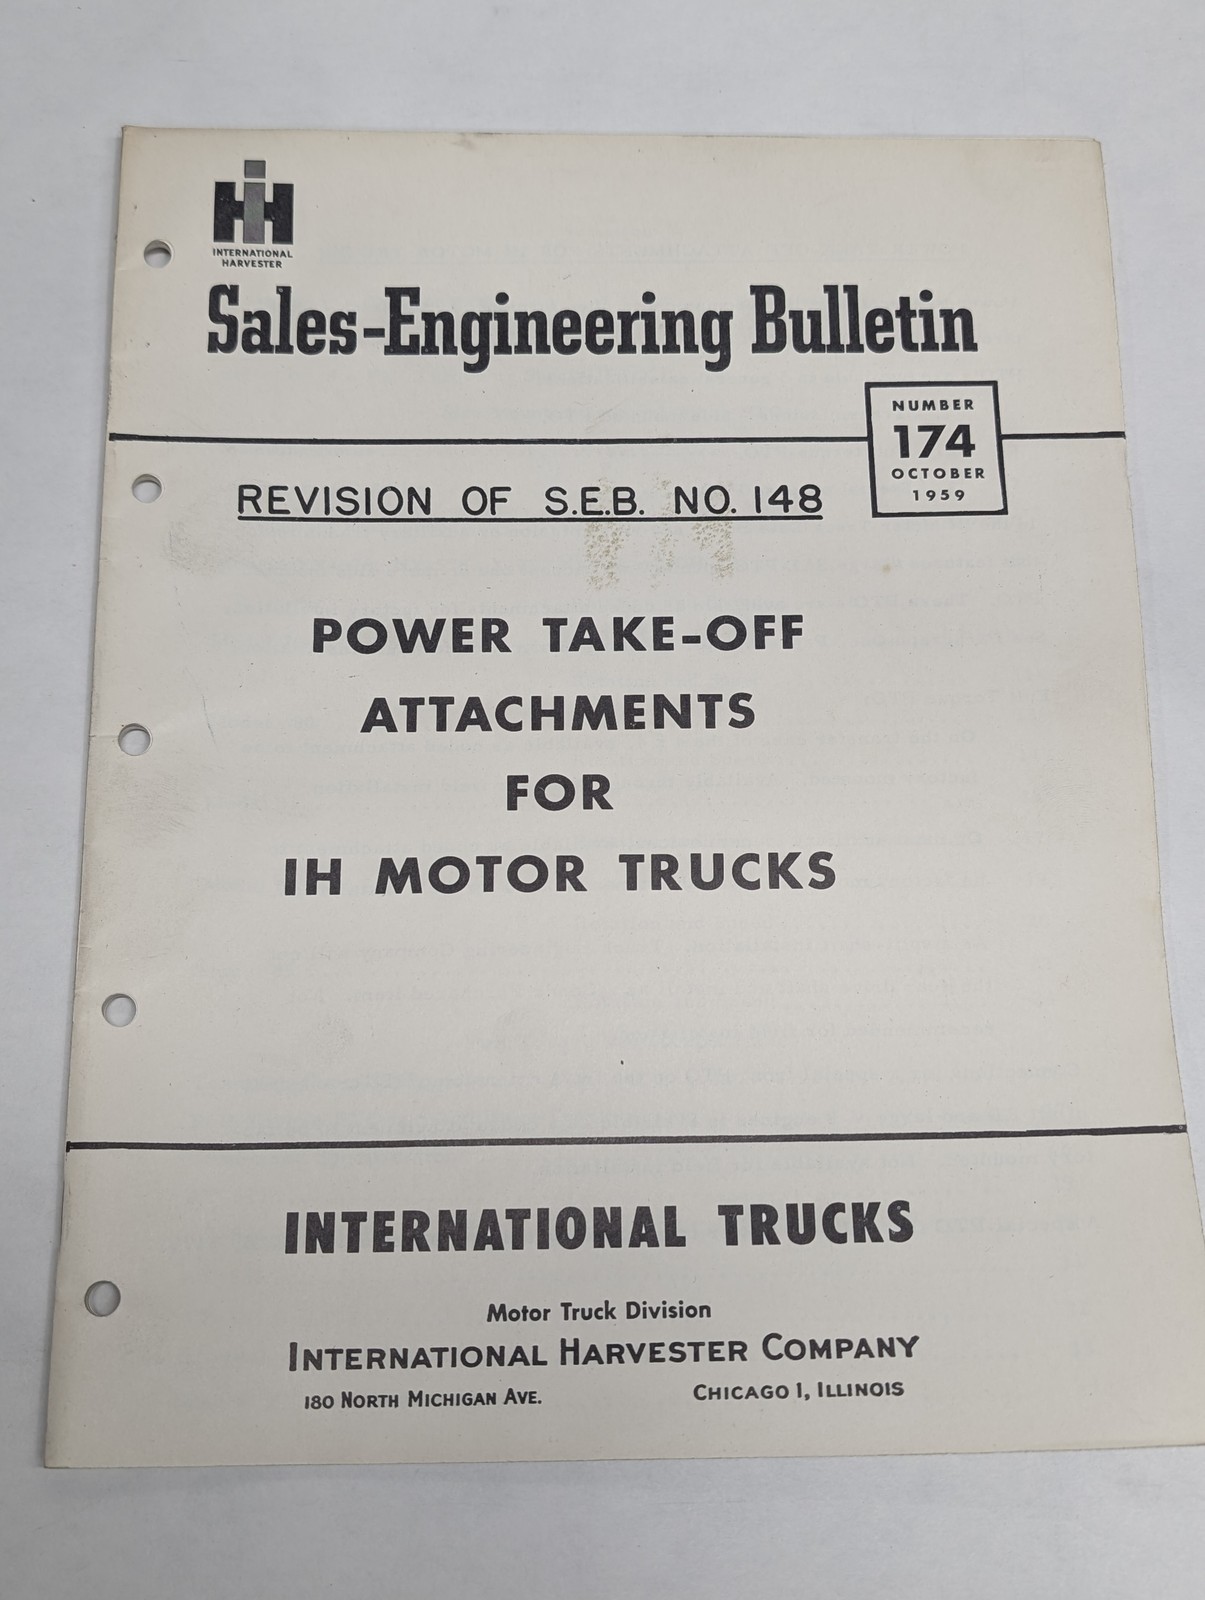 IH
INTERNATIONAL
HARVESTER
Sales-Engineering Bulletin
NUMBER
174
OCTOBER
1959
REVISION OF S.E.B. NO. 148
POWER TAKE-OFF
ATTACHMENTS
FOR
IH MOTOR TRUCKS
INTERNATIONAL TRUCKS
Motor Truck Division
INTERNATIONAL HARVESTER COMPANY
180 NORTH MICHIGAN AVE. CHICAGO 1, ILLINOIS